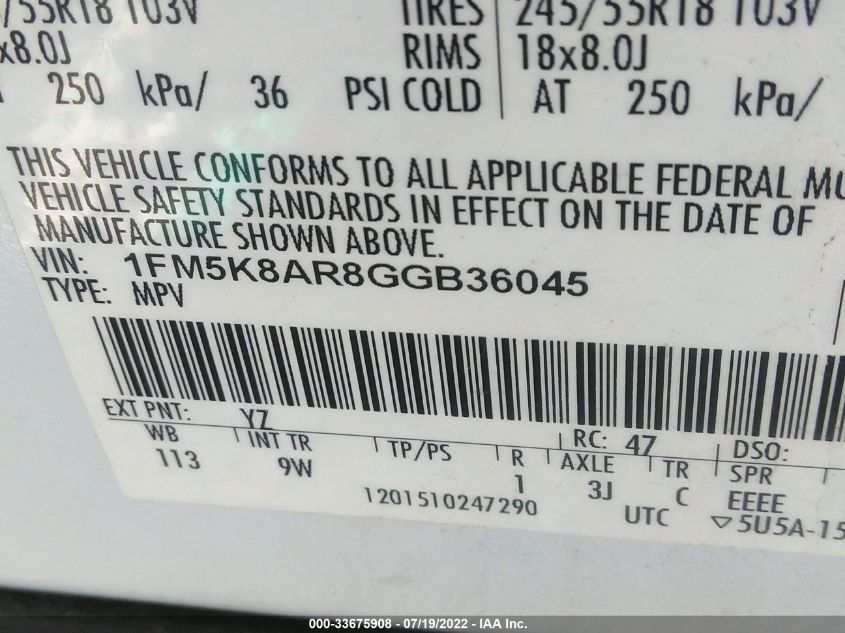 /55R18 103V TIRES 245/55R18 103V
x8.0J RIMS 18x8.0J
250 kPa/ 36 PSI COLD AT 250 kPa/
THIS VEHICLE CONFORMS TO ALL APPLICABLE FEDERAL
VEHICLE SAFETY STANDARDS IN EFFECT ON THE DATE OF
MANUFACTURE SHOWN ABOVE.
VIN: 1FM5K8AR8GGB36045
TYPE: MPV
EXT PNT: YZ RC: 47 DSO:
WB INT TR TP/PS R AXLE TR SPR
113 9W 1 3J C EEEE
1201510247290 UTC ▽5U5A-15
000-33675908 - 07/19/2022 - IAA Inc.